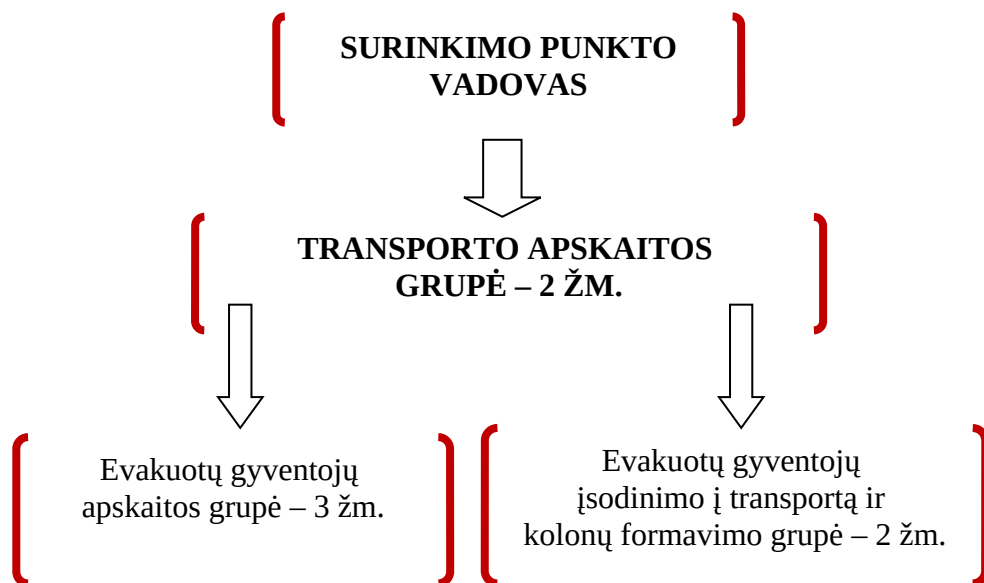 SURINKIMO PUNKTO
VADOVAS
TRANSPORTO APSKAITOS
GRUPĖ – 2 ŽM.
Evakuotų gyventojų
apskaitos grupė – 3 žm.
Evakuotų gyventojų
įsodinimo į transportą ir
kolonų formavimo grupė – 2 žm.